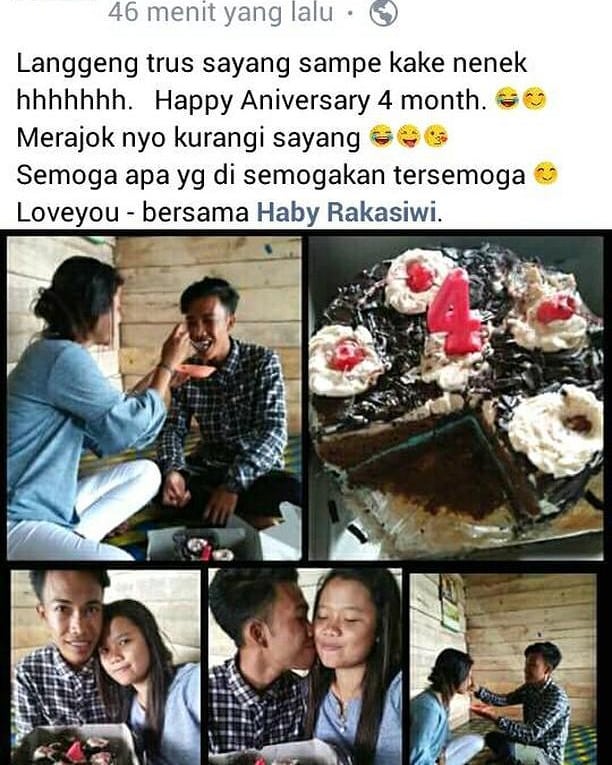 46 menit yang lalu ·
Langgeng trus sayang sampe kake nenek
hhhhhhh. Happy Aniversary 4 month. 😂😊
Merajok nyo kurangi sayang 😂😜😘
Semoga apa yg di semogakan tersemoga 😊
Loveyou - bersama Haby Rakasiwi.
4